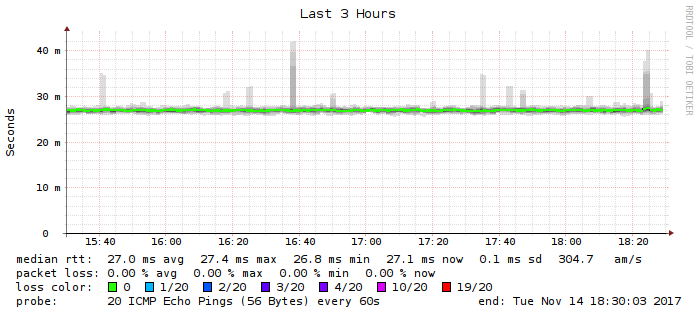 Last 3 Hours
RRDTOOL / TOBI OETIKER
Seconds
40 m
30 m
20 m
10 m
0
15:40 16:00 16:20 16:40 17:00 17:20 17:40 18:00 18:20
median rtt: 27.0 ms avg 27.4 ms max 26.8 ms min 27.1 ms now 0.1 ms sd 304.7 am/s
packet loss: 0.00 % avg 0.00 % max 0.00 % min 0.00 % now
loss color: 0 1/20 2/20 3/20 4/20 10/20 19/20
probe: 20 ICMP Echo Pings (56 Bytes) every 60s end: Tue Nov 14 18:30:03 2017